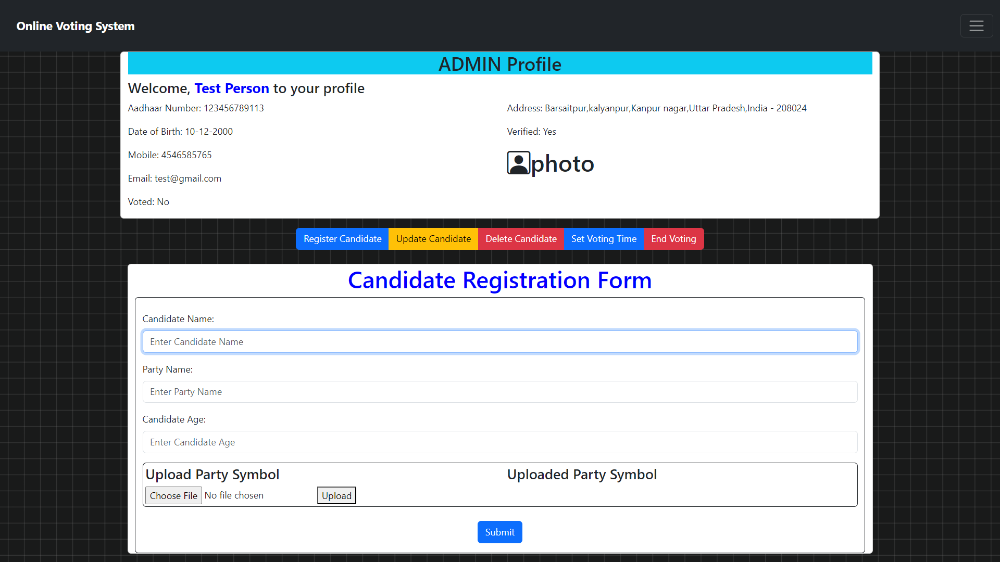 Online Voting System
ADMIN Profile
Welcome, Test Person to your profile
Aadhaar Number: 123456789113
Date of Birth: 10-12-2000
Mobile: 4546585765
Email: test@gmail.com
Voted: No
Address: Barsaitpur,kalyanpur,Kanpur nagar,Uttar Pradesh,India - 208024
Verified: Yes
photo
Register Candidate Update Candidate Delete Candidate Set Voting Time End Voting
Candidate Registration Form
Candidate Name:
Enter Candidate Name
Party Name:
Enter Party Name
Candidate Age:
Enter Candidate Age
Upload Party Symbol
Choose File No file chosen Upload
Uploaded Party Symbol
Submit